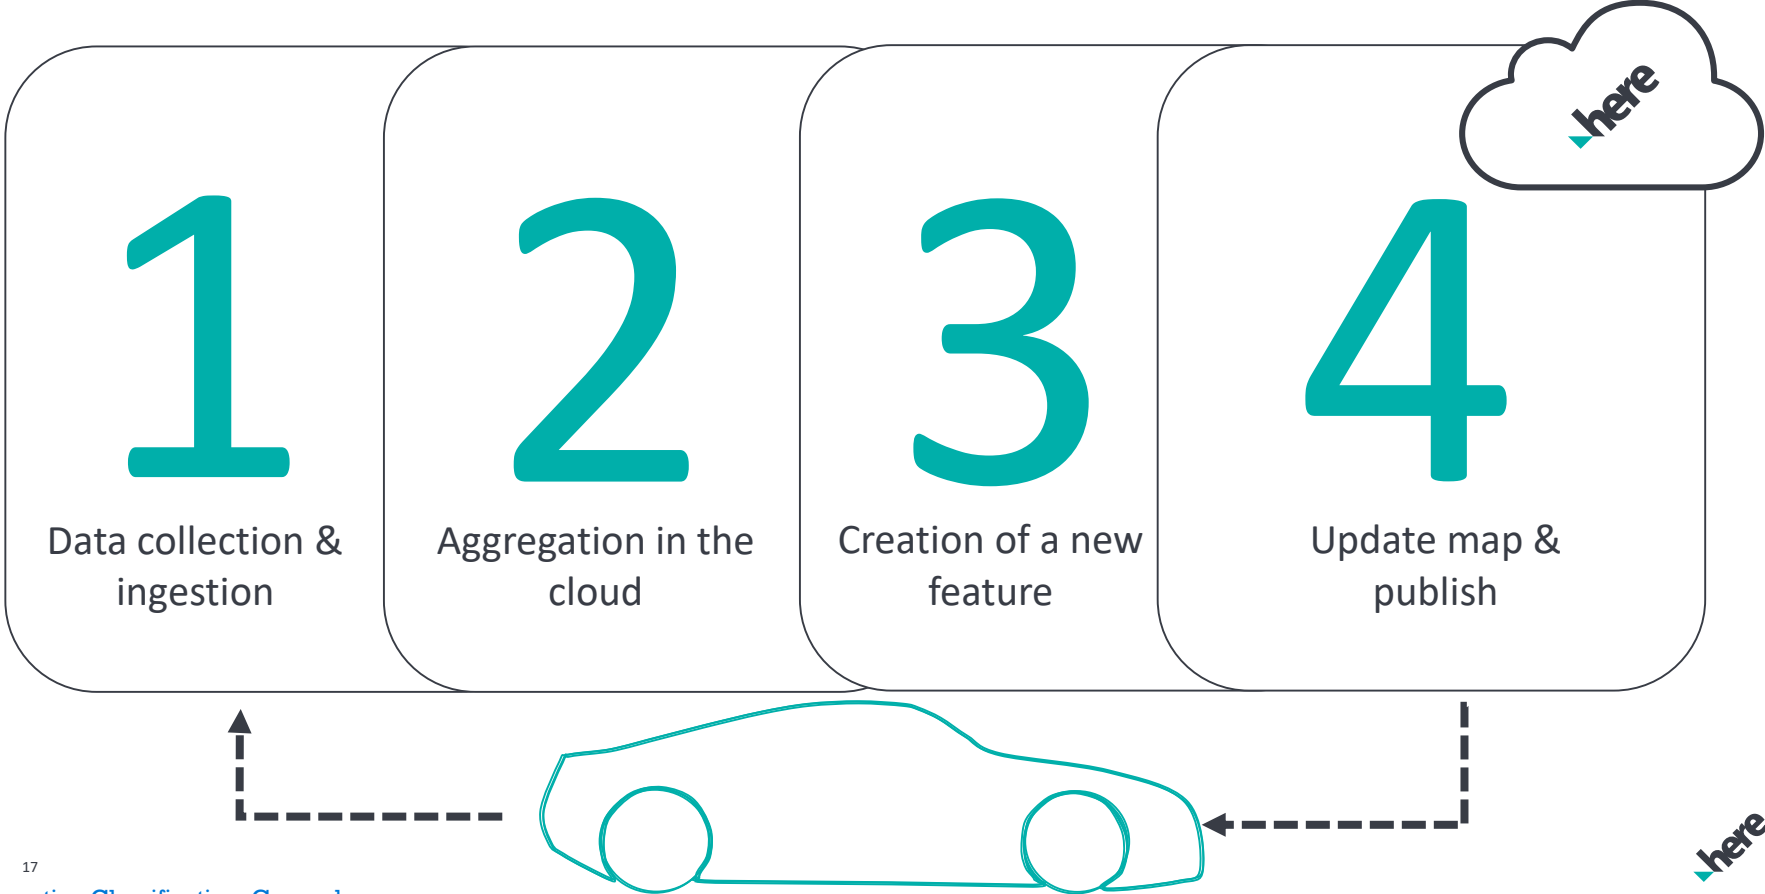 here
1
2
3
4
Data collection &
ingestion
Aggregation in the
cloud
Creation of a new
feature
Update map &
publish
here
17